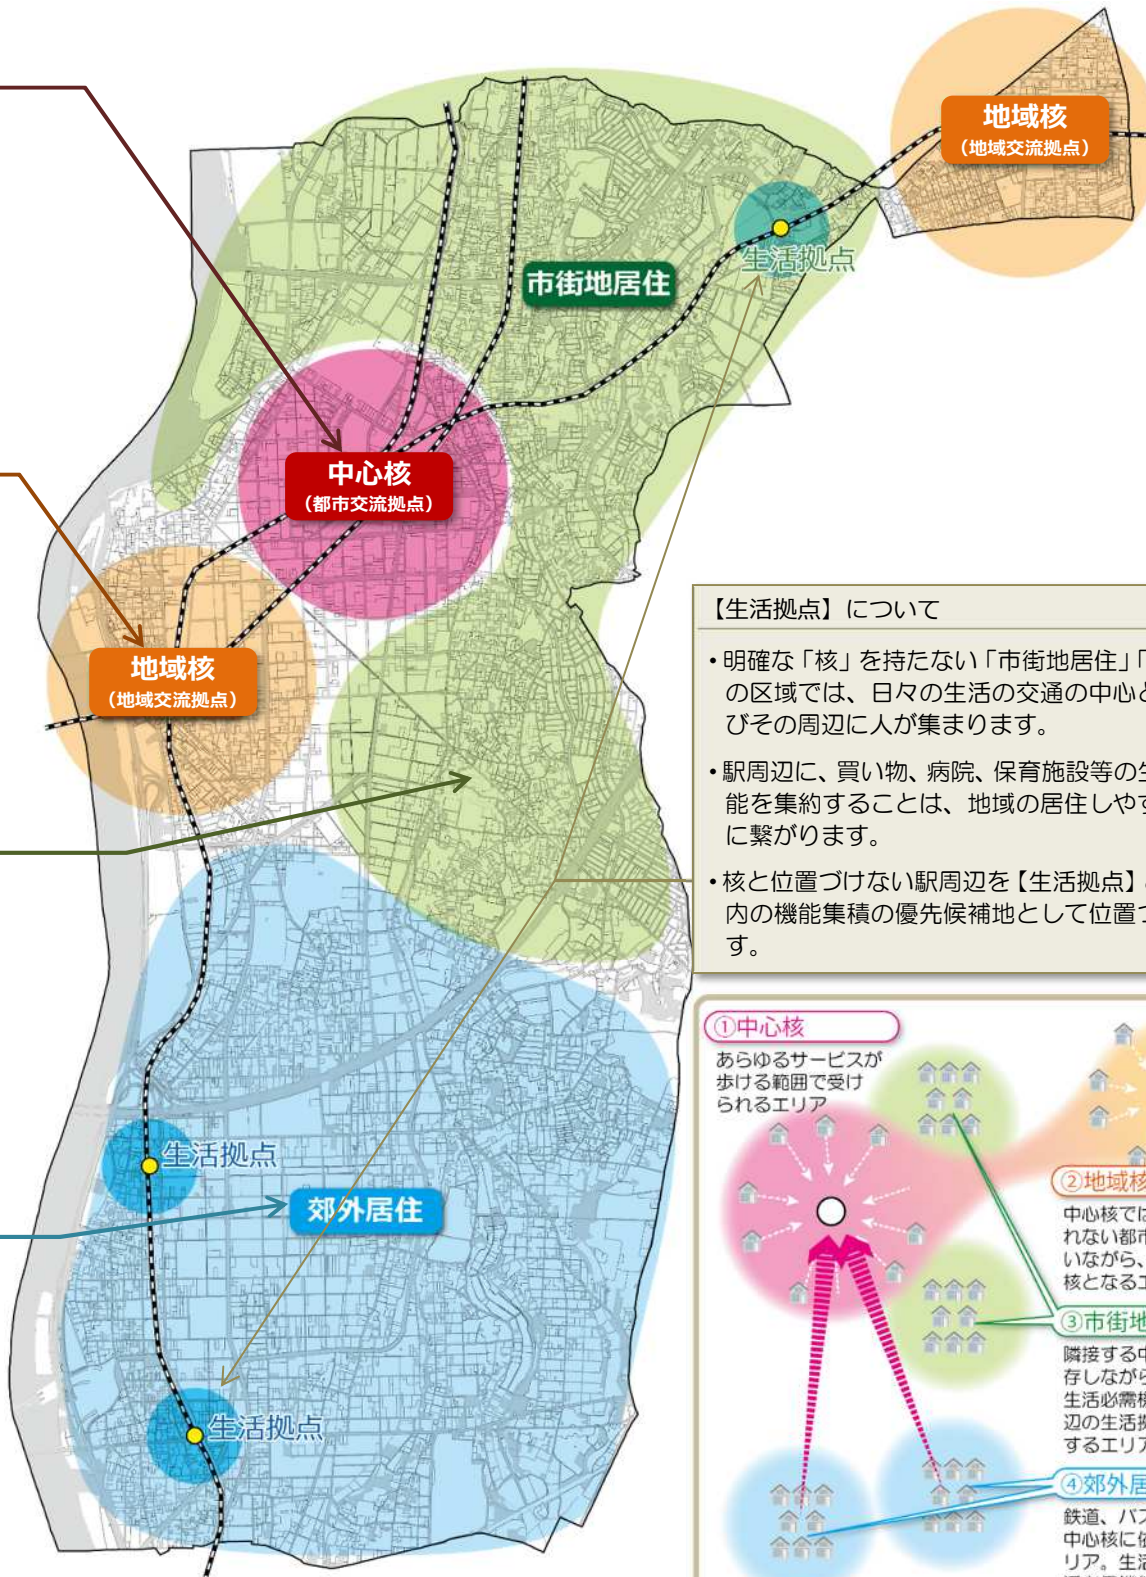 地域核
（地域交流拠点）
生活拠点
市街地居住
中心核
（都市交流拠点）
地域核
（地域交流拠点）
生活拠点
郊外居住
生活拠点
【生活拠点】について
・明確な「核」を持たない「市街地居住」「
の区域では、日々の生活の交通の中心と
びその周辺に人が集まります。
・駅周辺に、買い物、病院、保育施設等の生
能を集約することは、地域の居住しやす
に繋がります。
・核と位置づけない駅周辺を【生活拠点】
内の機能集積の優先候補地として位置づ
す。
①中心核
あらゆるサービスが
歩ける範囲で受け
られるエリア
②地域核
中心核では
れない都市
いながら、
核となるエ
③市街地
隣接する中
存しながら
生活必需機
辺の生活拠
するエリア
④郊外居
鉄道、バス
中心核に依
リア。生活